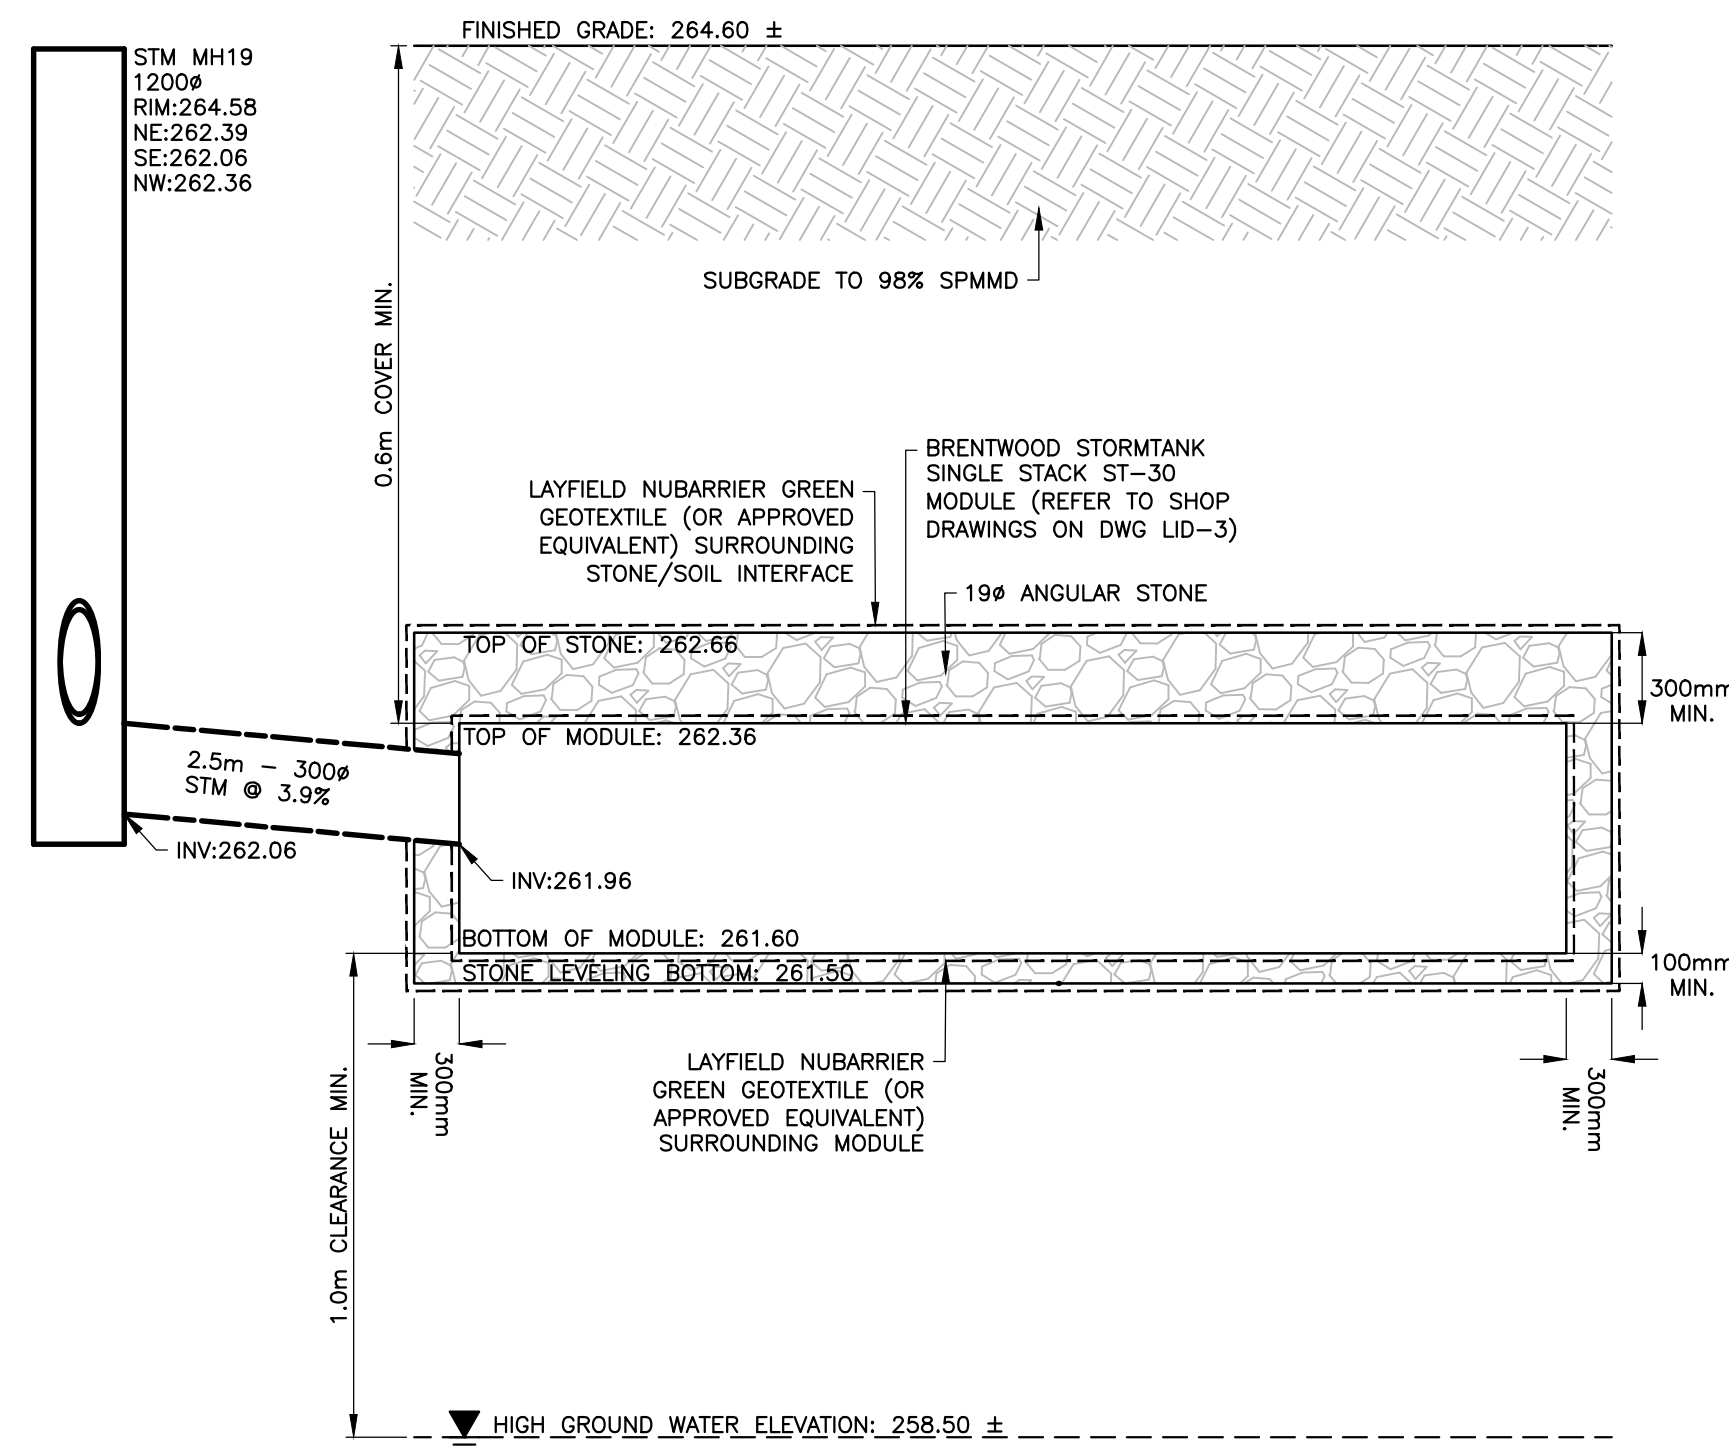 FINISHED GRADE: 264.60 ±
STM MH19
1200ø
RIM:264.58
NE:262.39
SE:262.06
NW:262.36
SUBGRADE TO 98% SPMMD
0.6m COVER MIN.
BRENTWOOD STORMTANK
SINGLE STACK ST-30
MODULE (REFER TO SHOP
DRAWINGS ON DWG LID-3)
LAYFIELD NUBARRIER GREEN
GEOTEXTILE (OR APPROVED
EQUIVALENT) SURROUNDING
STONE/SOIL INTERFACE
19ø ANGULAR STONE
TOP OF STONE: 262.66
300mm
MIN.
TOP OF MODULE: 262.36
2.5m - 300ø
STM @ 3.9%
INV:262.06
INV:261.96
BOTTOM OF MODULE: 261.60
STONE LEVELING BOTTOM: 261.50
100mm
MIN.
300mm
MIN.
LAYFIELD NUBARRIER
GREEN GEOTEXTILE (OR
APPROVED EQUIVALENT)
SURROUNDING MODULE
300mm
MIN.
1.0m CLEARANCE MIN.
HIGH GROUND WATER ELEVATION: 258.50 ±